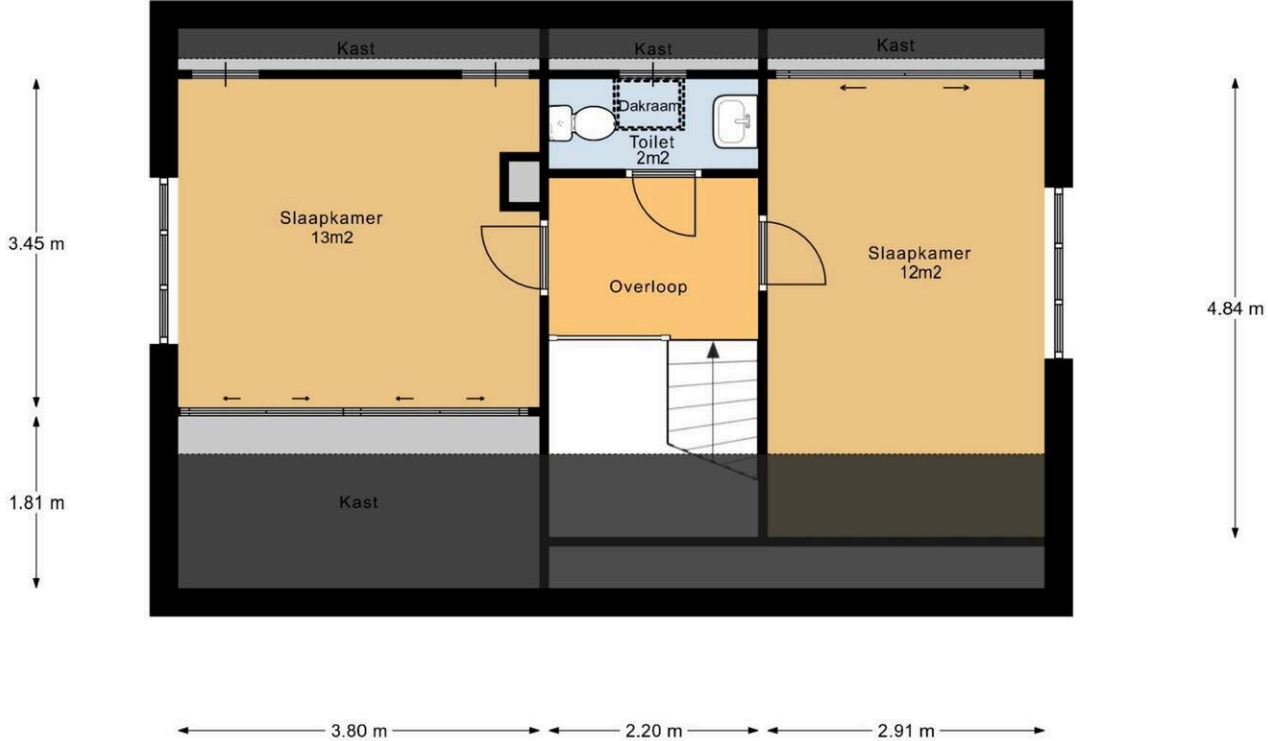 Kast
Kast
Kast
Dakraam
Toilet
2m2
Slaapkamer
13m2
Slaapkamer
12m2
Overloop
Kast
3.45 m
1.81 m
4.84 m
3.80 m
2.20 m
2.91 m